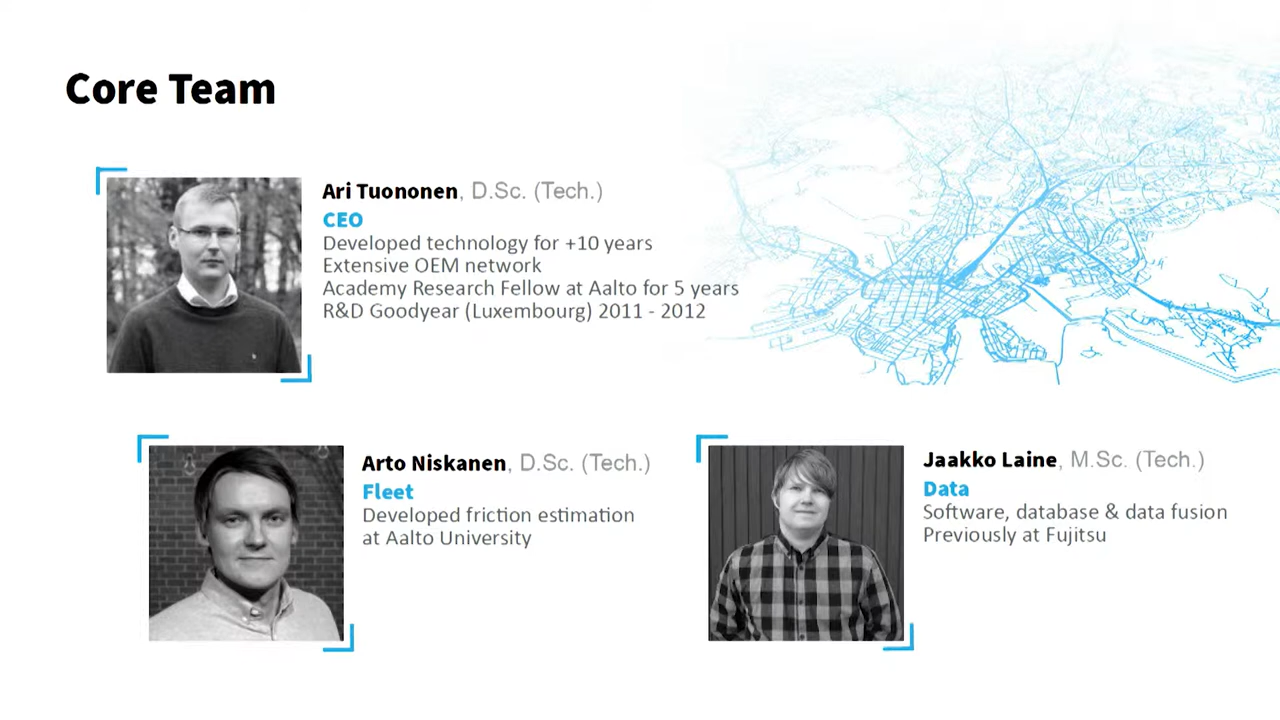 Core Team
Ari Tuononen, D.Sc. (Tech.)
CEO
Developed technology for +10 years
Extensive OEM network
Academy Research Fellow at Aalto for 5 years
R&D Goodyear (Luxembourg) 2011 - 2012
Arto Niskanen, D.Sc. (Tech.)
Fleet
Developed friction estimation
at Aalto University
Jaakko Laine, M.Sc. (Tech.)
Data
Software, database & data fusion
Previously at Fujitsu